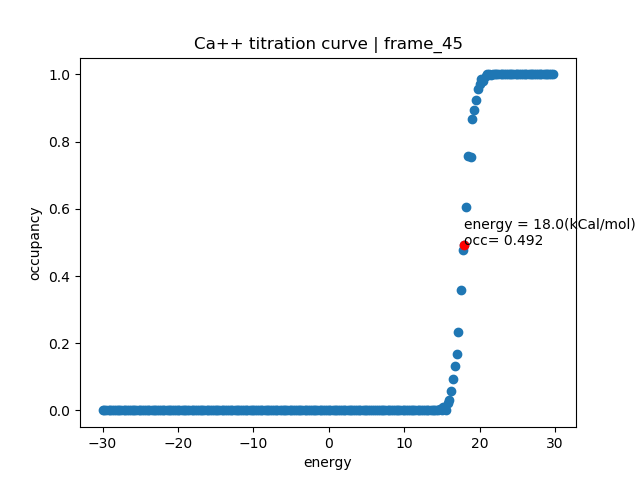 Ca++ titration curve | frame_45
1.0
0.8
0.6
0.4
0.2
0.0
occupancy
energy = 18.0(kCal/mol)
occ= 0.492
−30
−20
−10
0
10
20
30
energy